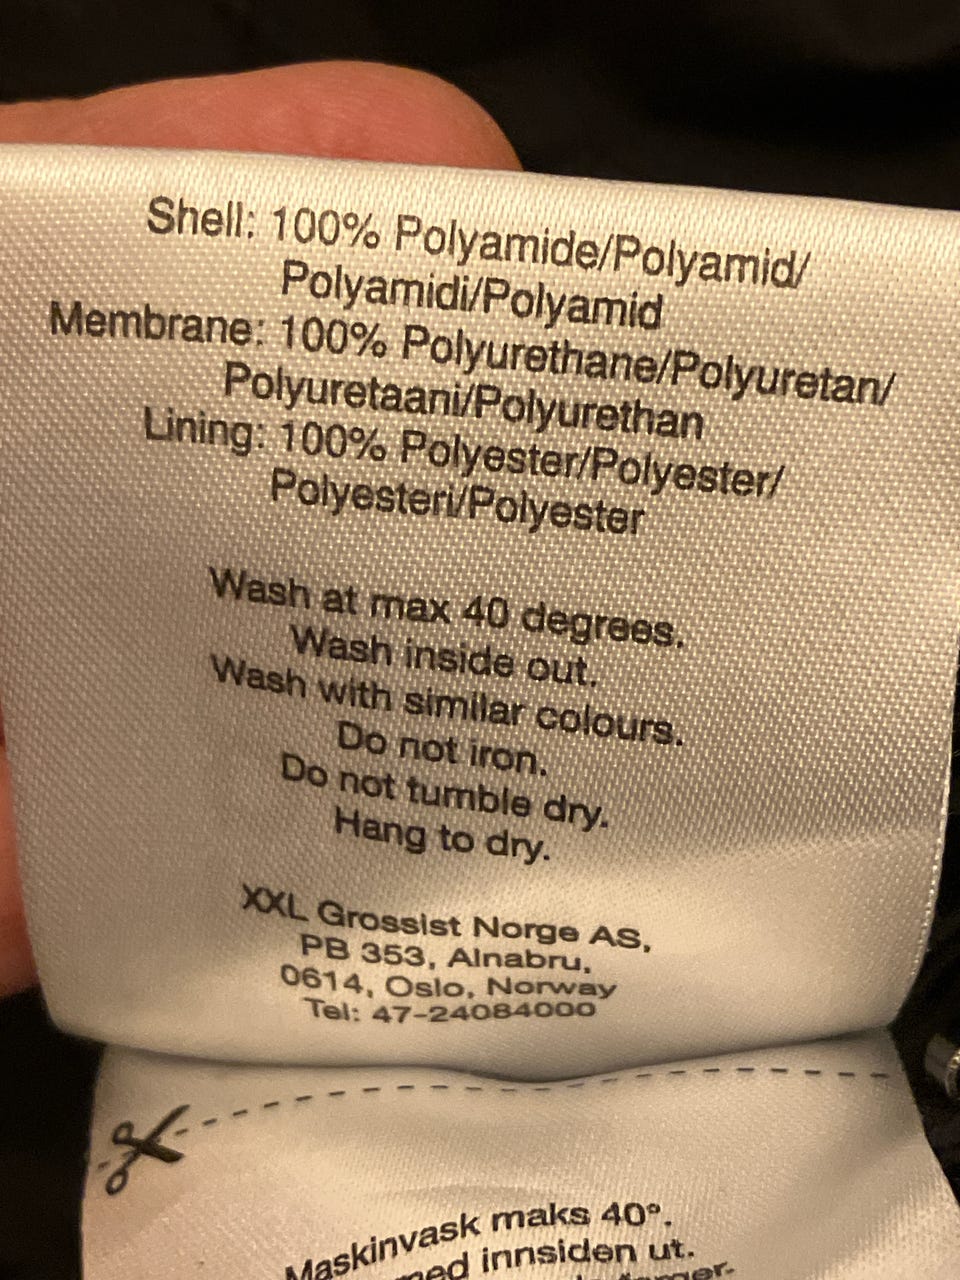 Shell: 100% Polyamide/Polyamid/
Polyamidi/Polyamid
Membrane: 100% Polyurethane/Polyuretan/
Polyuretaani/Polyurethan
Lining: 100% Polyester/Polyester/
Polyesteri/Polyester
Wash at max 40 degrees.
Wash inside out.
Wash with similar colours.
Do not iron.
Do not tumble dry.
Hang to dry.
XXL Grossist Norge AS,
PB 353, Alnabru,
0614, Oslo, Norway
Tel: 47-24084000
Maskinvask maks 40°.
med innsiden ut.